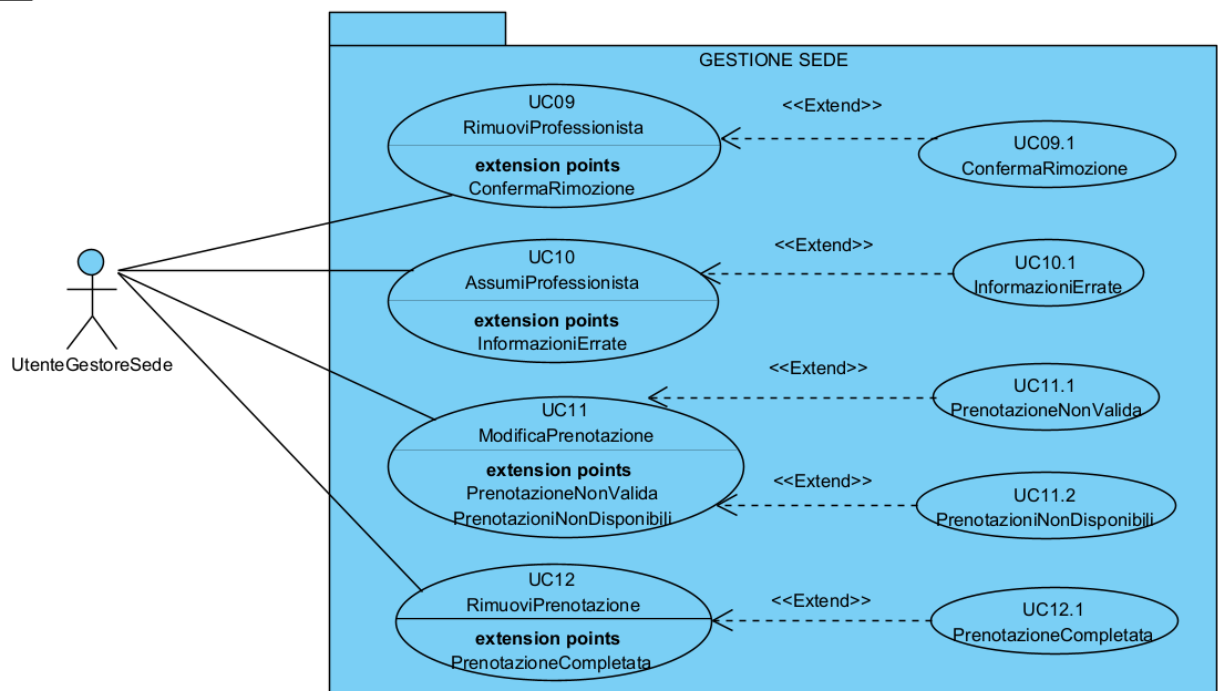 GESTIONE SEDE
UC09
RimuoviProfessionista
extension points
ConfermaRimozione
<<Extend>>
UC09.1
ConfermaRimozione
UC10
AssumiProfessionista
extension points
InformazioniErrate
<<Extend>>
UC10.1
InformazioniErrate
UtenteGestoreSede
UC11
ModificaPrenotazione
extension points
PrenotazioneNonValida
PrenotazioniNonDisponibili
<<Extend>>
UC11.1
PrenotazioneNonValida
<<Extend>>
UC11.2
PrenotazioniNonDisponibili
UC12
RimuoviPrenotazione
extension points
PrenotazioneCompletata
<<Extend>>
UC12.1
PrenotazioneCompletata